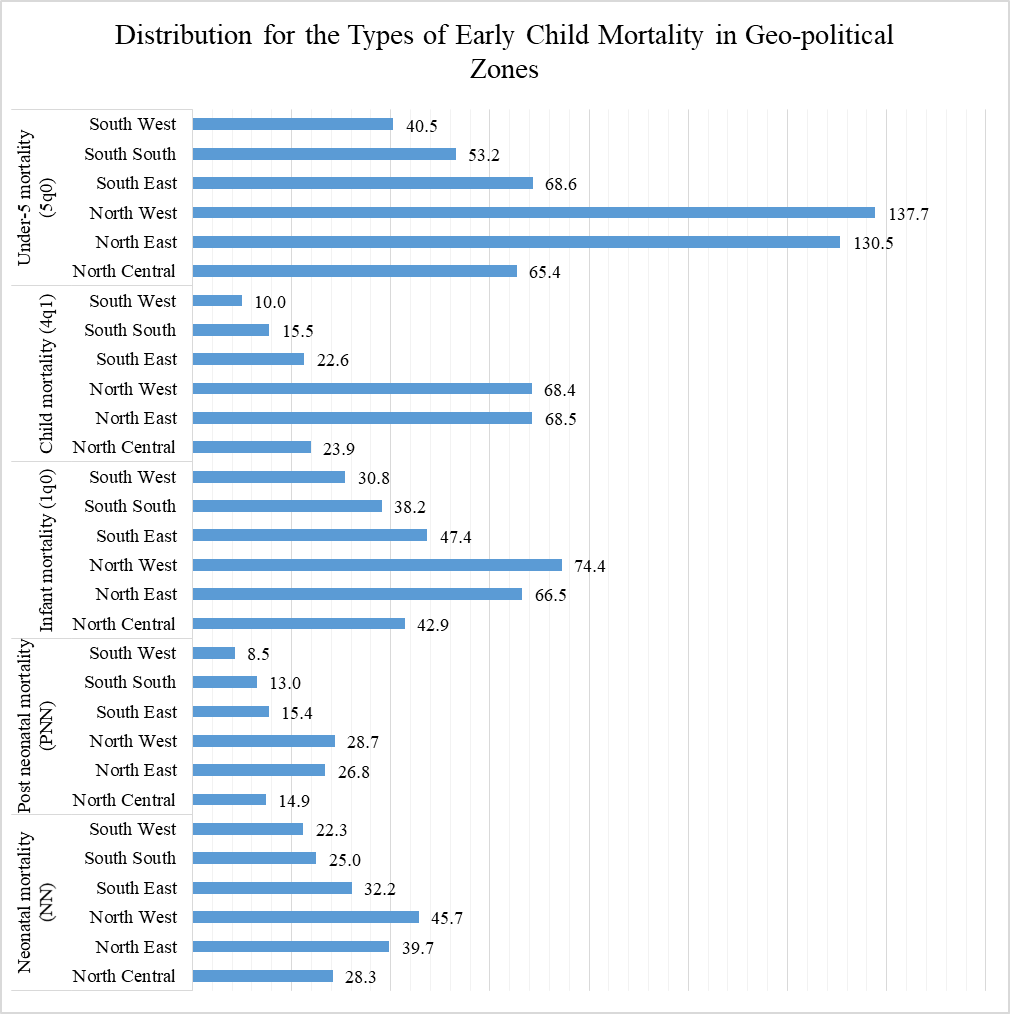 Distribution for the Types of Early Child Mortality in Geo-political
Zones
Under-5 mortality
(5q0)
South West 40.5
South South 53.2
South East 68.6
North West 137.7
North East 130.5
North Central 65.4
Child mortality (4q1)
South West 10.0
South South 15.5
South East 22.6
North West 68.4
North East 68.5
North Central 23.9
Infant mortality (1q0)
South West 30.8
South South 38.2
South East 47.4
North West 74.4
North East 66.5
North Central 42.9
Post neonatal mortality
(PNN)
South West 8.5
South South 13.0
South East 15.4
North West 28.7
North East 26.8
North Central 14.9
Neonatal mortality
(NN)
South West 22.3
South South 25.0
South East 32.2
North West 45.7
North East 39.7
North Central 28.3